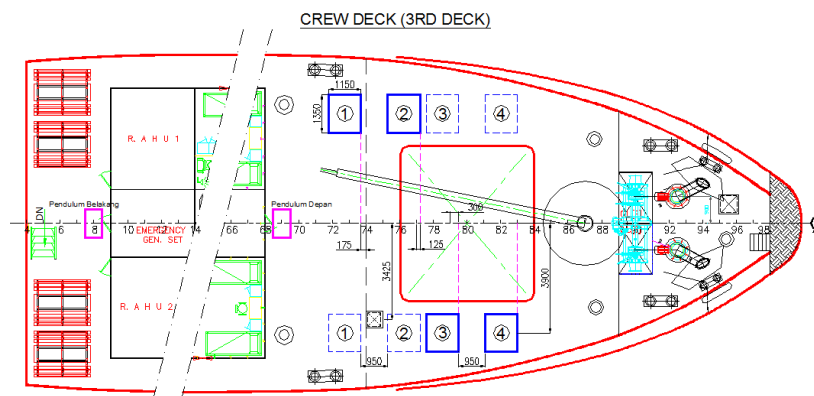 CREW DECK (3RD DECK)
1150
1350
1
2
3
4
R. A H U 1
Pendulum Belakang
Pendulum Depan
DN
300
4 6 8 10 12 14 16 66 68 70 72 74 76 78 80 82 84 86 88 90 92 94 96 98
EMERGENCY
GEN. SET
175
125
3425
3900
R. A H U 2
1
2
3
4
950
950